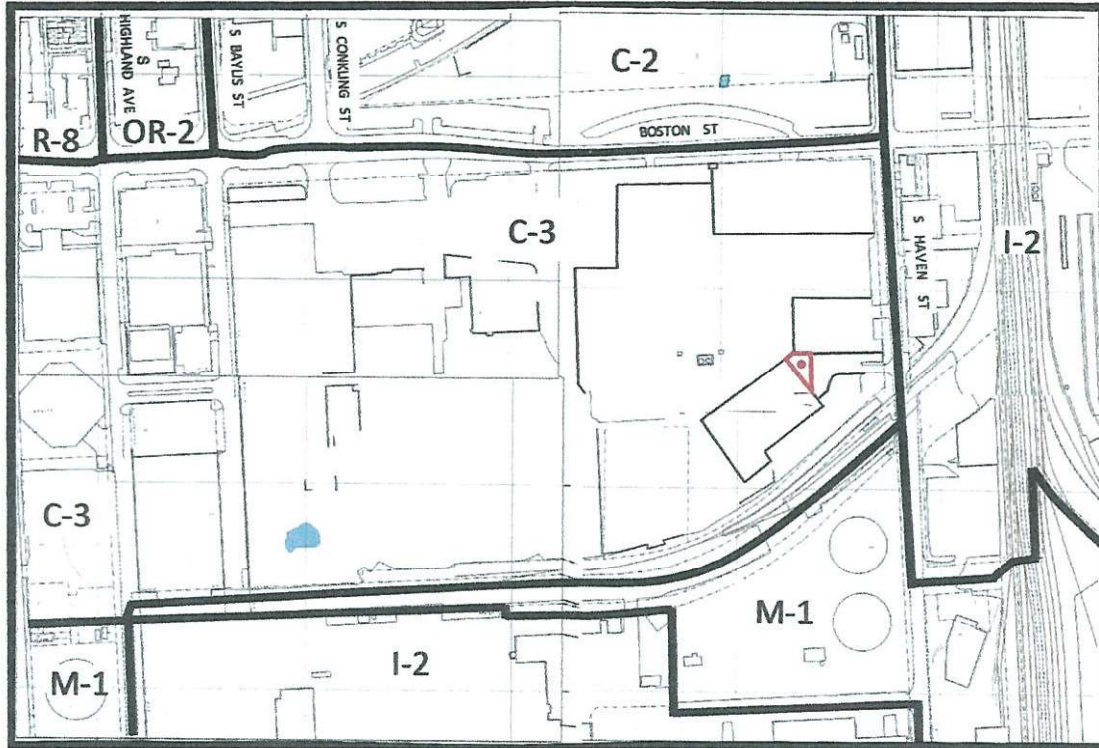 S HIGHLAND AVE
S BAYLIS ST
S CONKLING ST
C-2
R-8
OR-2
BOSTON ST
C-3
S HAVEN ST
I-2
C-3
M-1
M-1
I-2